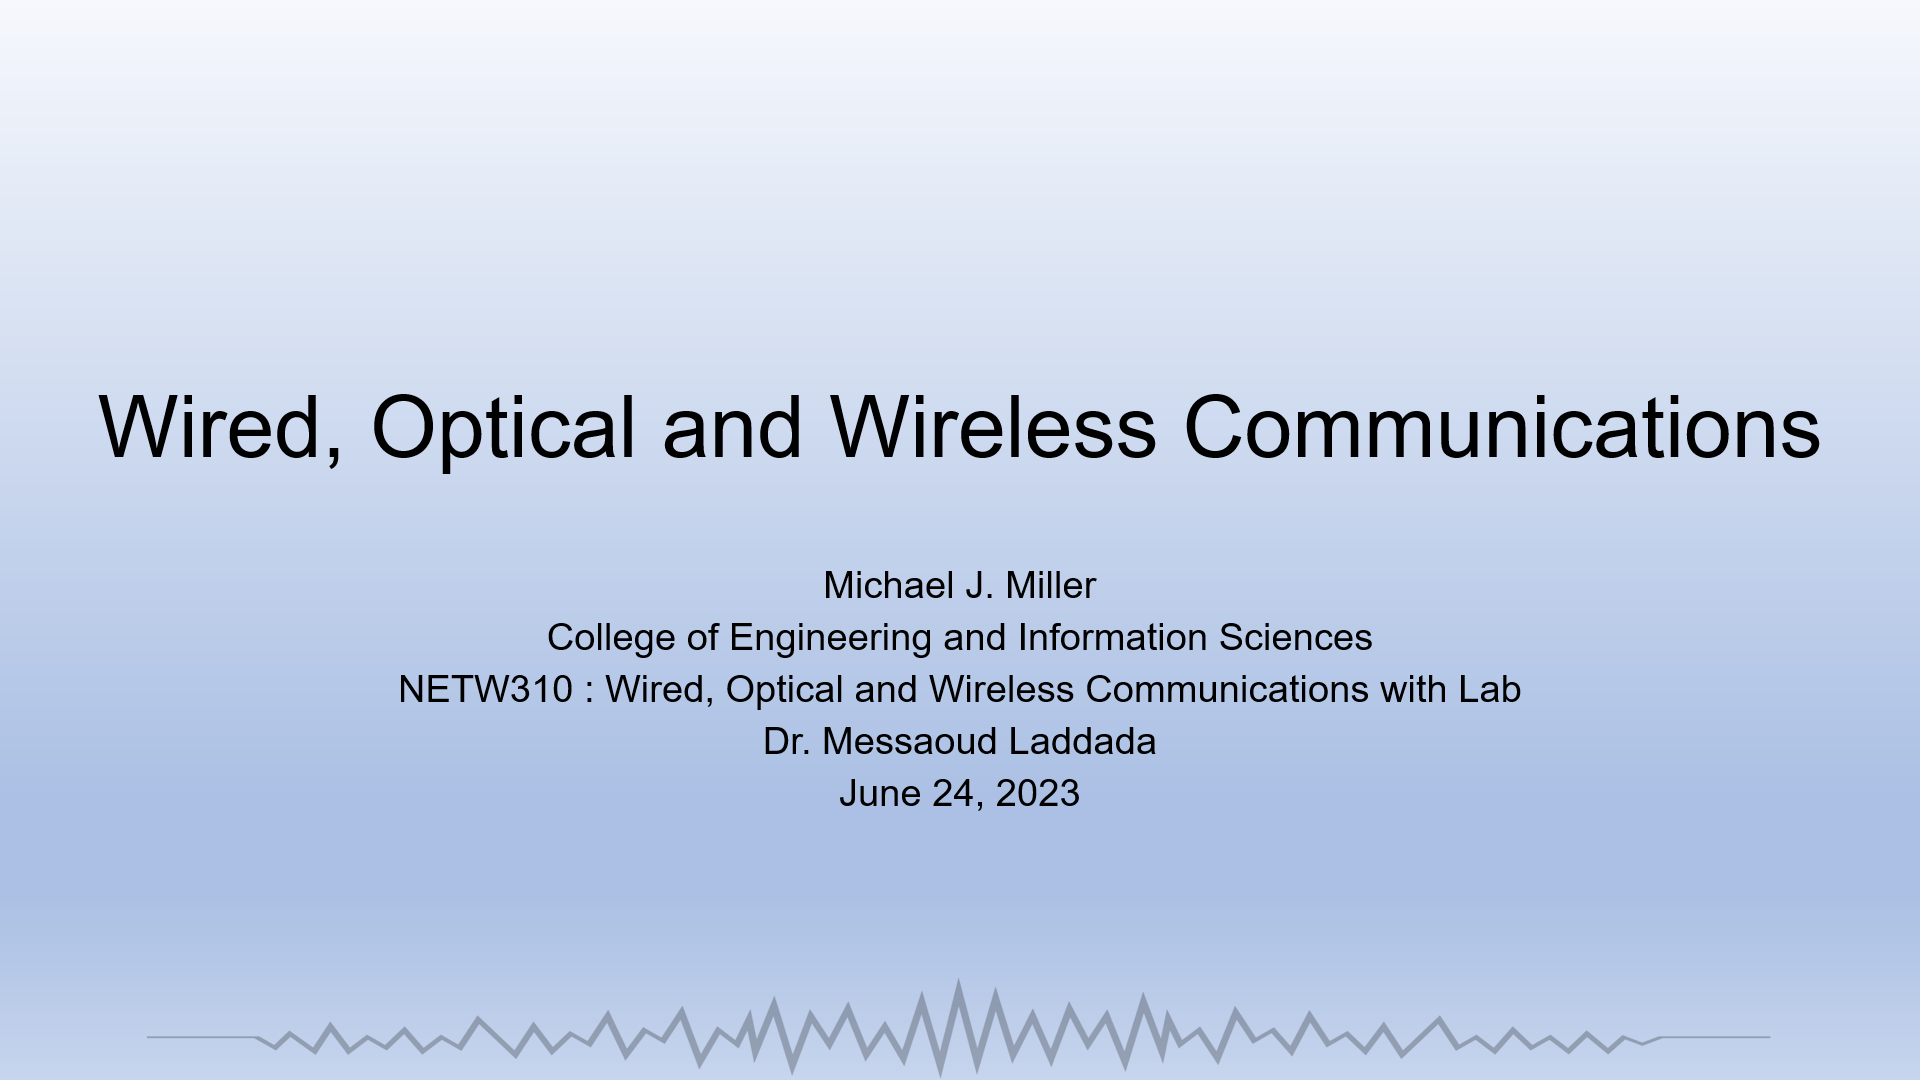 Wired, Optical and Wireless Communications
Michael J. Miller
College of Engineering and Information Sciences
NETW310 : Wired, Optical and Wireless Communications with Lab
Dr. Messaoud Laddada
June 24, 2023